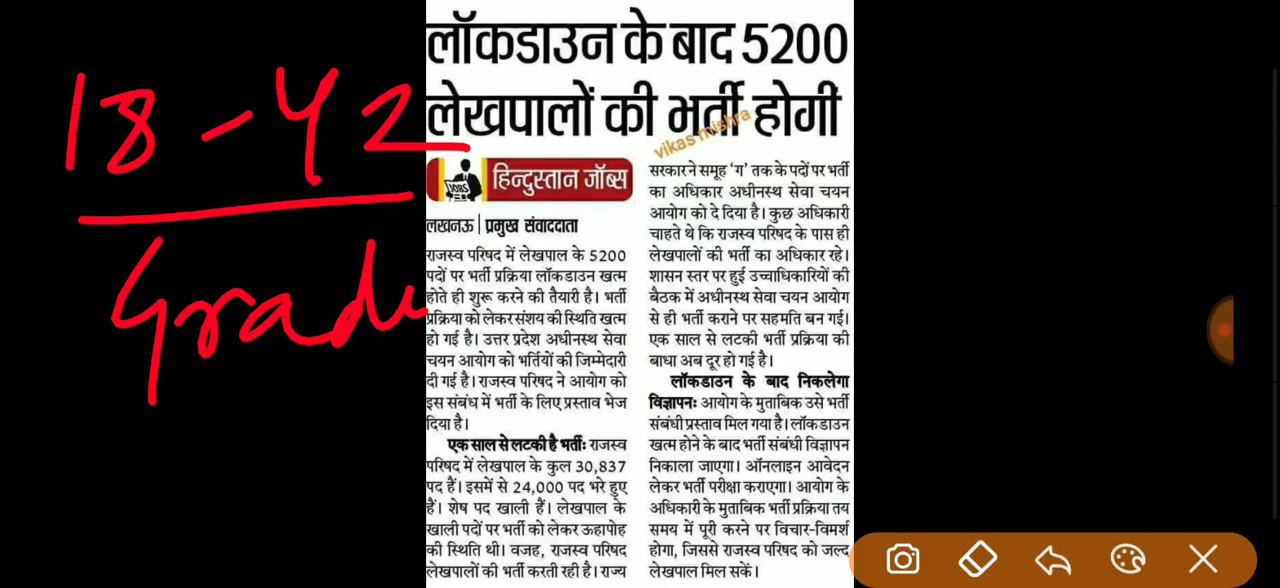 18-42
Grade
लॉकडाउन के बाद 5200
लेखपालों की भर्ती होगी
vikas mishra
JOBS
हिन्दुस्तान जॉब्स
लखनऊ | प्रमुख संवाददाता
राजस्व परिषद में लेखपाल के 5200
पदों पर भर्ती प्रक्रिया लॉकडाउन खत्म
होते ही शुरू करने की तैयारी है। भर्ती
प्रक्रिया को लेकर संशय की स्थिति खत्म
हो गई है। उत्तर प्रदेश अधीनस्थ सेवा
चयन आयोग को भर्तियों की जिम्मेदारी
दी गई है। राजस्व परिषद ने आयोग को
इस संबंध में भर्ती के लिए प्रस्ताव भेज
दिया है।
एक साल से लटकी है भर्ती: राजस्व
परिषद में लेखपाल के कुल 30,837
पद हैं। इसमें से 24,000 पद भरे हुए
हैं। शेष पद खाली हैं। लेखपाल के
खाली पदों पर भर्ती को लेकर ऊहापोह
की स्थिति थी। वजह, राजस्व परिषद
लेखपालों की भर्ती करती रही है। राज्य
सरकार ने समूह ‘ग’ तक के पदों पर भर्ती
का अधिकार अधीनस्थ सेवा चयन
आयोग को दे दिया है। कुछ अधिकारी
चाहते थे कि राजस्व परिषद के पास ही
लेखपालों की भर्ती का अधिकार रहे।
शासन स्तर पर हुई उच्चाधिकारियों की
बैठक में अधीनस्थ सेवा चयन आयोग
से ही भर्ती कराने पर सहमति बन गई।
एक साल से लटकी भर्ती प्रक्रिया की
बाधा अब दूर हो गई है।
लॉकडाउन के बाद निकलेगा
विज्ञापन: आयोग के मुताबिक उसे भर्ती
संबंधी प्रस्ताव मिल गया है। लॉकडाउन
खत्म होने के बाद भर्ती संबंधी विज्ञापन
निकाला जाएगा। ऑनलाइन आवेदन
लेकर भर्ती परीक्षा कराएगा। आयोग के
अधिकारी के मुताबिक भर्ती प्रक्रिया तय
समय में पूरी करने पर विचार-विमर्श
होगा, जिससे राजस्व परिषद को जल्द
लेखपाल मिल सकें।